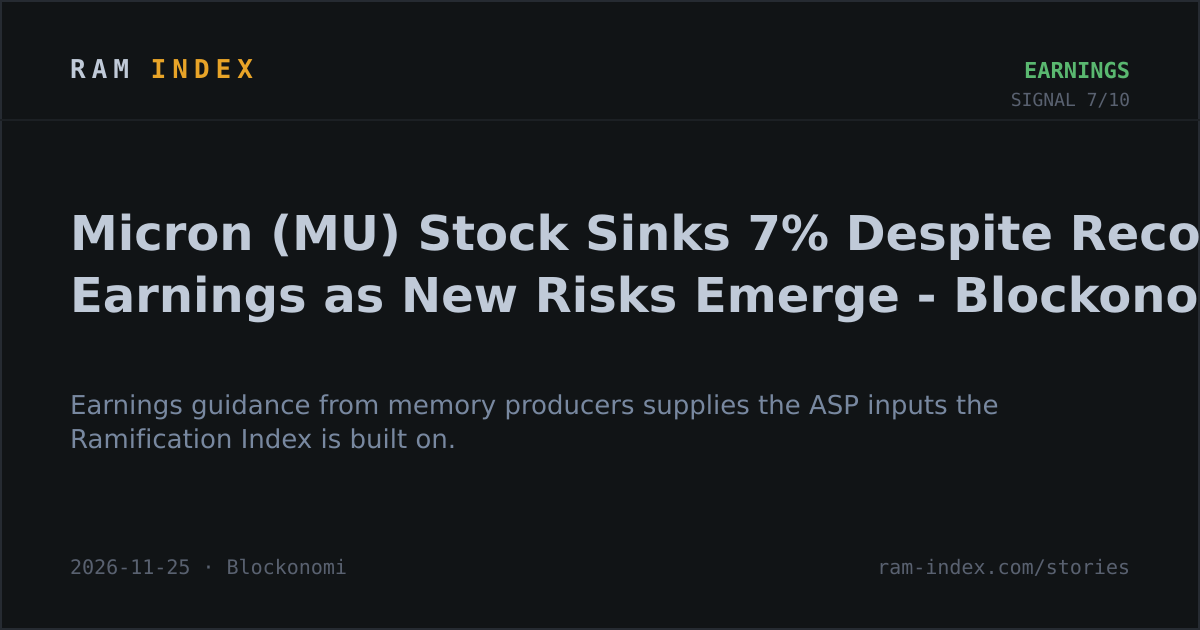 RAM INDEX
EARNINGS
SIGNAL 7/10
Micron (MU) Stock Sinks 7% Despite Reco
Earnings as New Risks Emerge - Blockono
Earnings guidance from memory producers supplies the ASP inputs the
Ramification Index is built on.
2026-11-25 · Blockonomi
ram-index.com/stories